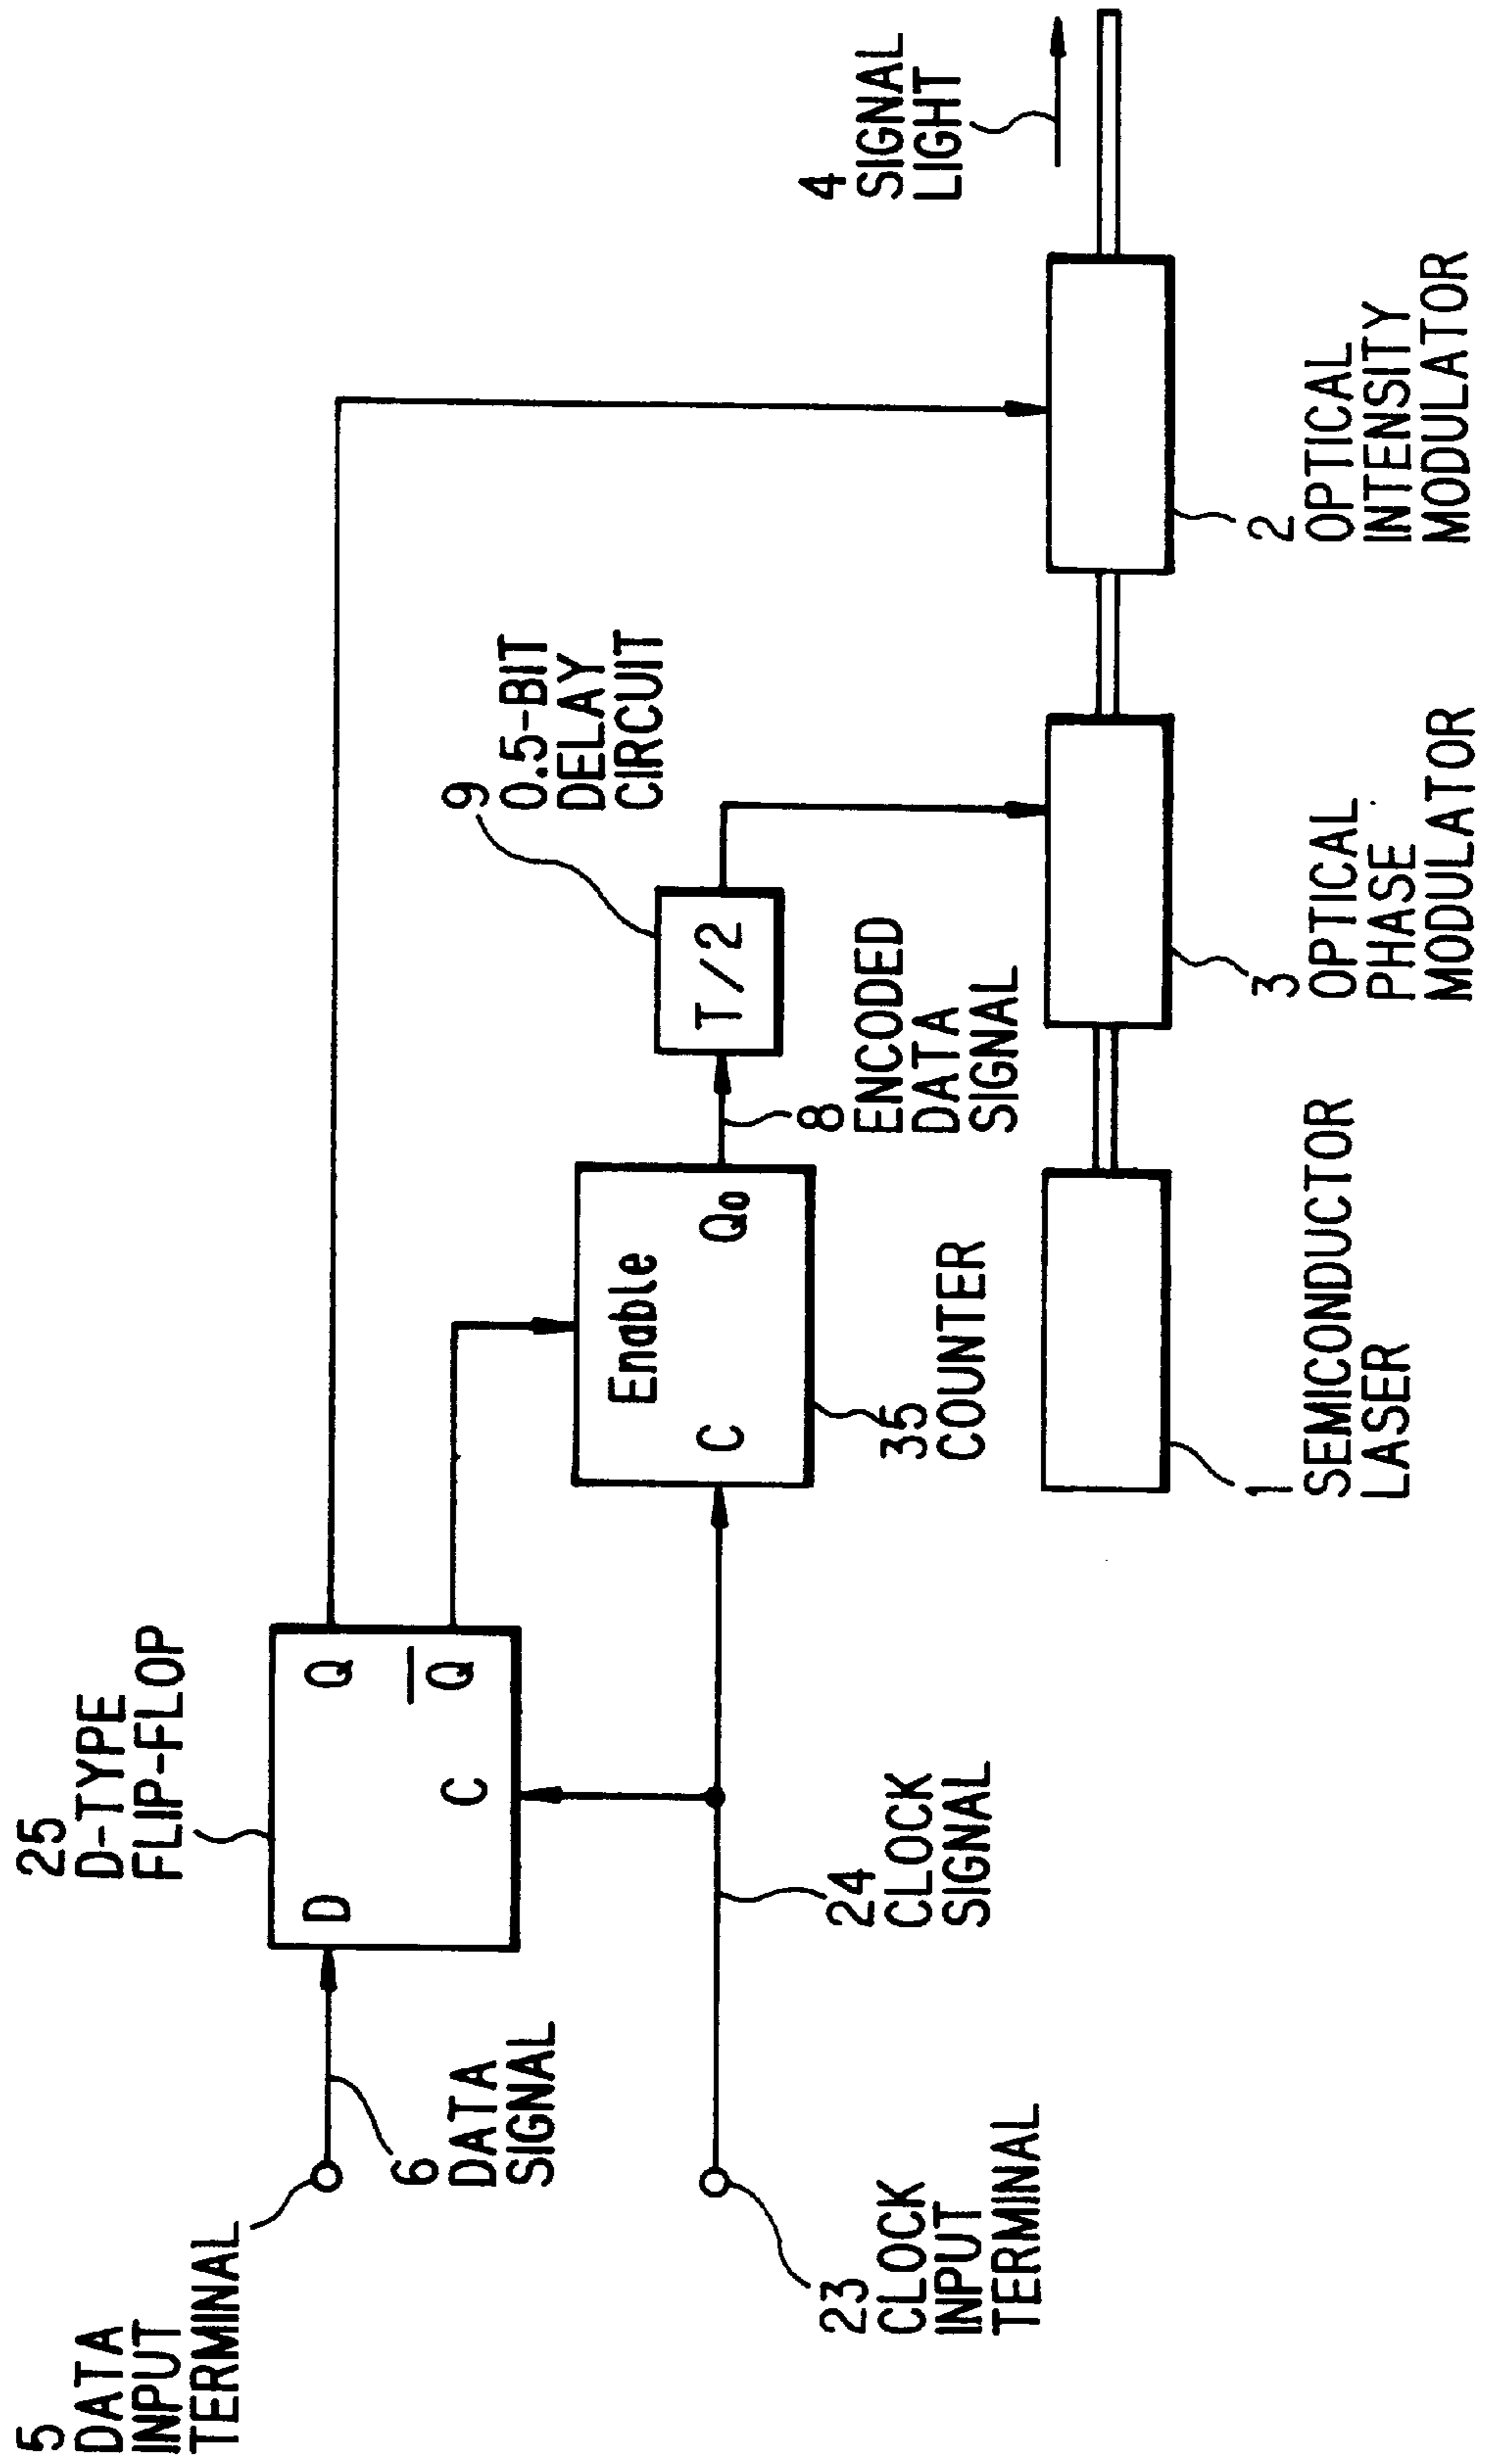 5
DATA
INPUT
TERMINAL
6
DATA
SIGNAL
25
D-TYPE
FLIP-FLOP
D
Q
Q̅
C
23
CLOCK
INPUT
TERMINAL
24
CLOCK
SIGNAL
Enable
C
Q₀
35
COUNTER
8
ENCODED
DATA
SIGNAL
T/2
9
0.5-BIT
DELAY
CIRCUIT
1
SEMICONDUCTOR
LASER
3
OPTICAL
PHASE
MODULATOR
2
OPTICAL
INTENSITY
MODULATOR
4
SIGNAL
LIGHT